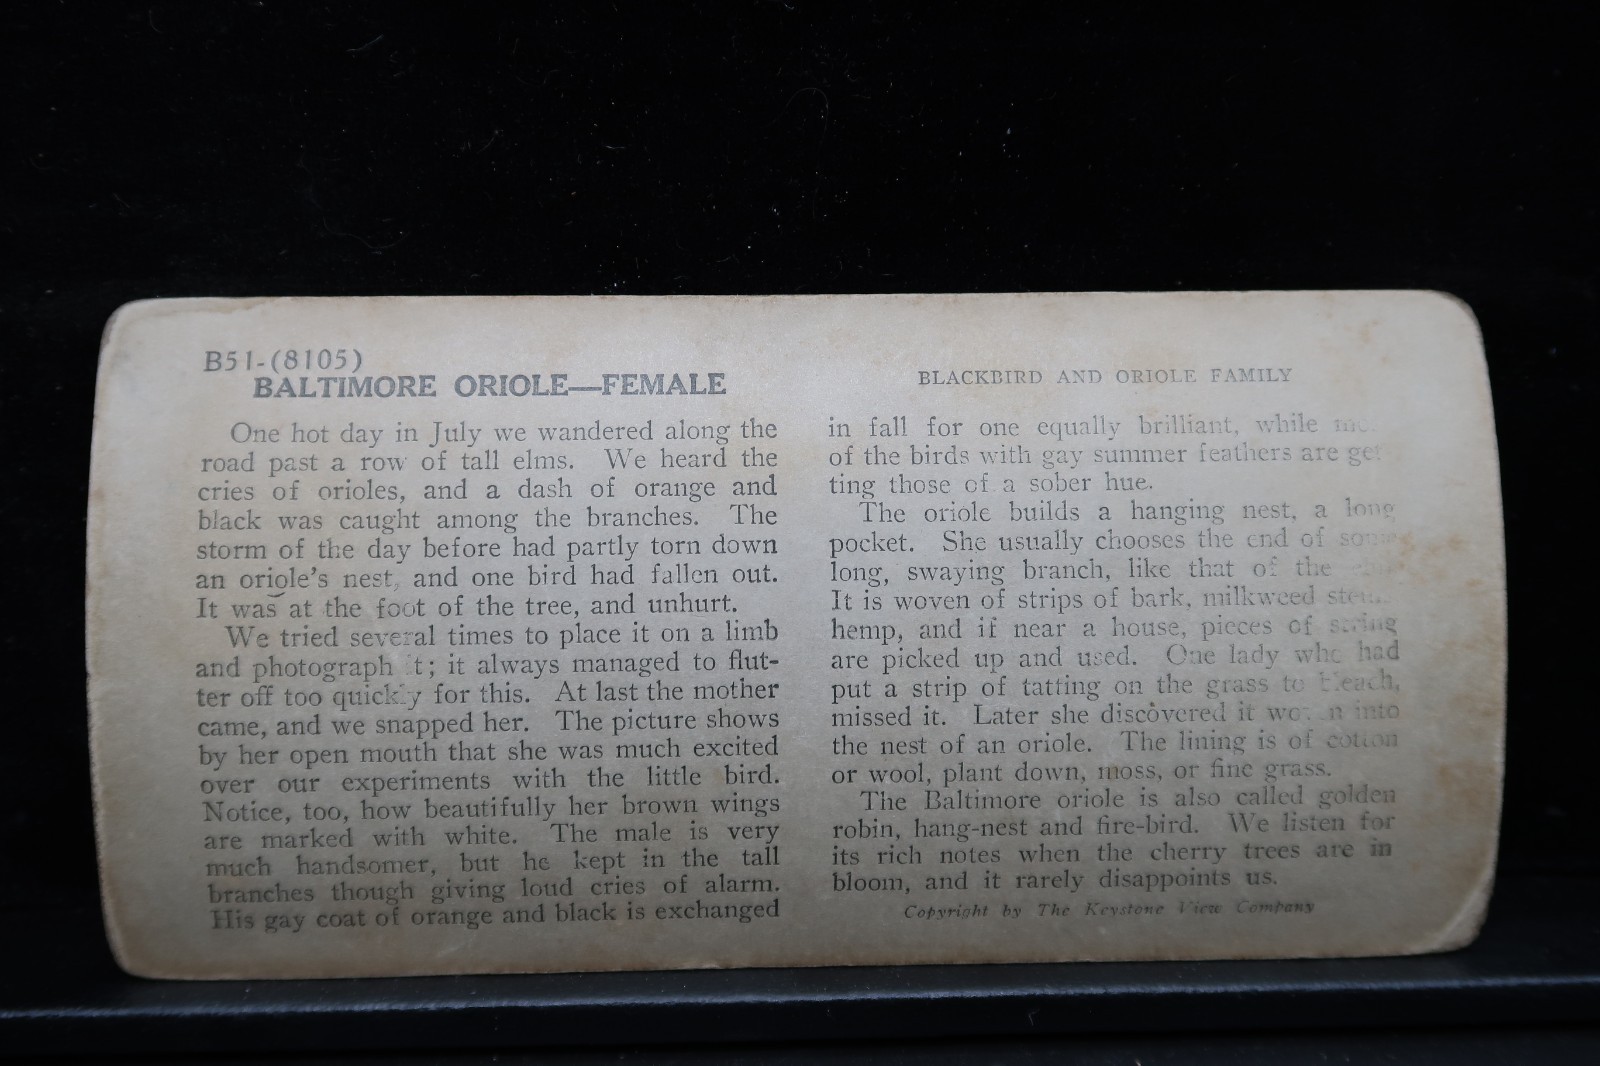 B51-(8105)
BALTIMORE ORIOLE—FEMALE
One hot day in July we wandered along the
road past a row of tall elms. We heard the
cries of orioles, and a dash of orange and
black was caught among the branches. The
storm of the day before had partly torn down
an oriole's nest, and one bird had fallen out.
It was at the foot of the tree, and unhurt.
We tried several times to place it on a limb
and photograph t; it always managed to flut-
ter off too quickly for this. At last the mother
came, and we snapped her. The picture shows
by her open mouth that she was much excited
over our experiments with the little bird.
Notice, too, how beautifully her brown wings
are marked with white. The male is very
much handsomer, but he kept in the tall
branches though giving loud cries of alarm.
His gay coat of orange and black is exchanged
BLACKBIRD AND ORIOLE FAMILY
in fall for one equally brilliant, while
of the birds with gay summer feathers are get
ting those of a sober hue.
The oriole builds a hanging nest, a long
pocket. She usually chooses the end of some
long, swaying branch, like that of the
It is woven of strips of bark, milkweed
hemp, and if near a house, pieces of string
are picked up and used. One lady who had
put a strip of tatting on the grass to bleach,
missed it. Later she discovered it woven into
the nest of an oriole. The lining is of cotton
or wool, plant down, moss, or fine grass.
The Baltimore oriole is also called golden
robin, hang-nest and fire-bird. We listen for
its rich notes when the cherry trees are in
bloom, and it rarely disappoints us.
Copyright by The Keystone View Company